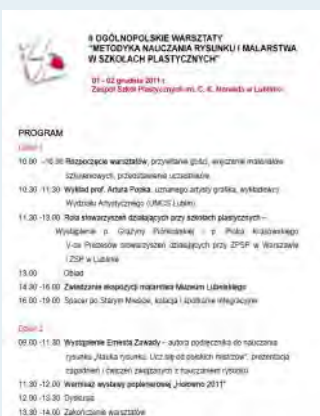 II OGÓLNOPOLSKIE WARSZTATY
"METODYKA NAUCZANIA RYSUNKU I MALARSTWA
W SZKOŁACH PLASTYCZNYCH"
01 - 02 grudnia 2011 r.
Zespół Szkół Plastycznych im. C. K. Norwida w Lublinie
PROGRAM
Dzień 1
10.00 -10.30 Rozpoczęcie warsztatów, przywitanie gości, wręczenie materiałów
szkoleniowych, przedstawienie uczestników
10.30 -11.30 Wykład prof. Artura Popka, uznanego artysty grafika, wykładowcy
Wydziału Artystycznego (UMCS Lublin)
11.30 -13.00 Rola stowarzyszeń działających przy szkołach plastycznych –
Wystąpienie p. Grażyny i p. Piotra
V-ce Prezesów stowarzyszeń działających przy ZPSP w Warszawie
i ZSP w Lublinie
13.00 Obiad
14.30 -16.00 Zwiedzanie ekspozycji malarstwa Muzeum Lubelskiego
16.00 -19.00 Spacer po Starym Mieście, kolacja i spotkanie integracyjne
Dzień 2
09.00 -11.30 Wystąpienie Ernesta Zawady – autora podręcznika do nauczania
rysunku „Nauka rysunku. Ucz się od polskich mistrzów", prezentacja
zagadnień i ćwiczeń związanych z nauczaniem rysunku
11.30 -12.00 Wernisaż wystawy poplenerowej „ 2011"
12.00 -13.30 Dyskusja
13.30 -14.00 Zakończenie warsztatów